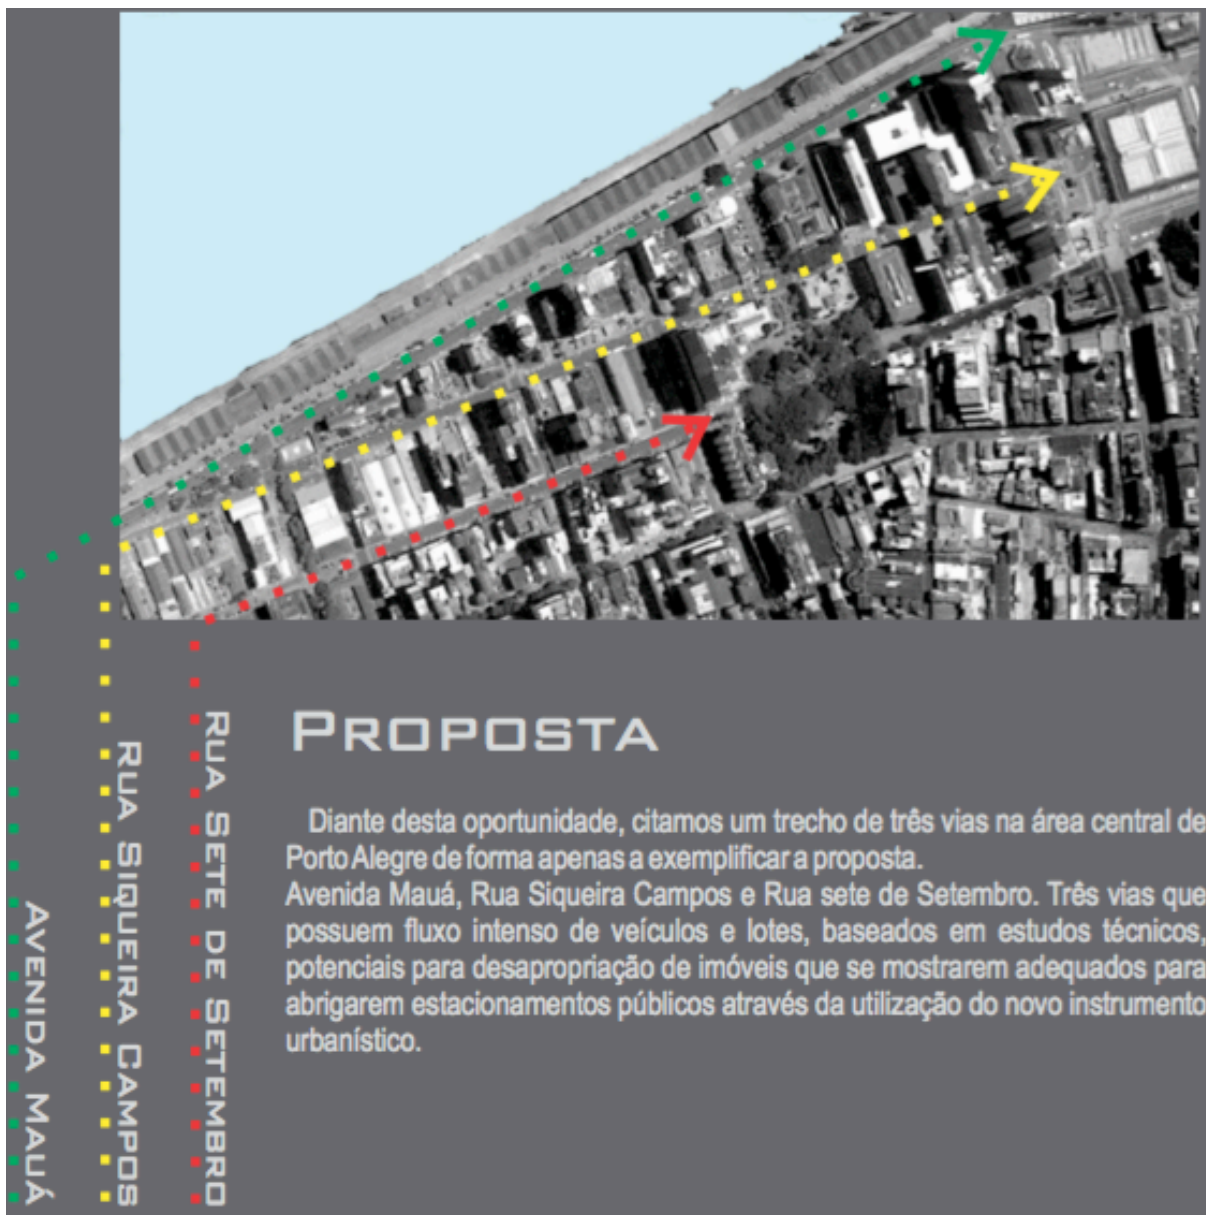 AVENIDA MAUÁ
RUA SIQUEIRA CAMPOS
RUA SETE DE SETEMBRO
PROPOSTA
Diante desta oportunidade, citamos um trecho de três vias na área central de
Porto Alegre de forma apenas a exemplificar a proposta.
Avenida Mauá, Rua Siqueira Campos e Rua sete de Setembro. Três vias que
possuem fluxo intenso de veículos e lotes, baseados em estudos técnicos,
potenciais para desapropriação de imóveis que se mostrarem adequados para
abrigarem estacionamentos públicos através da utilização do novo instrumento
urbanístico.